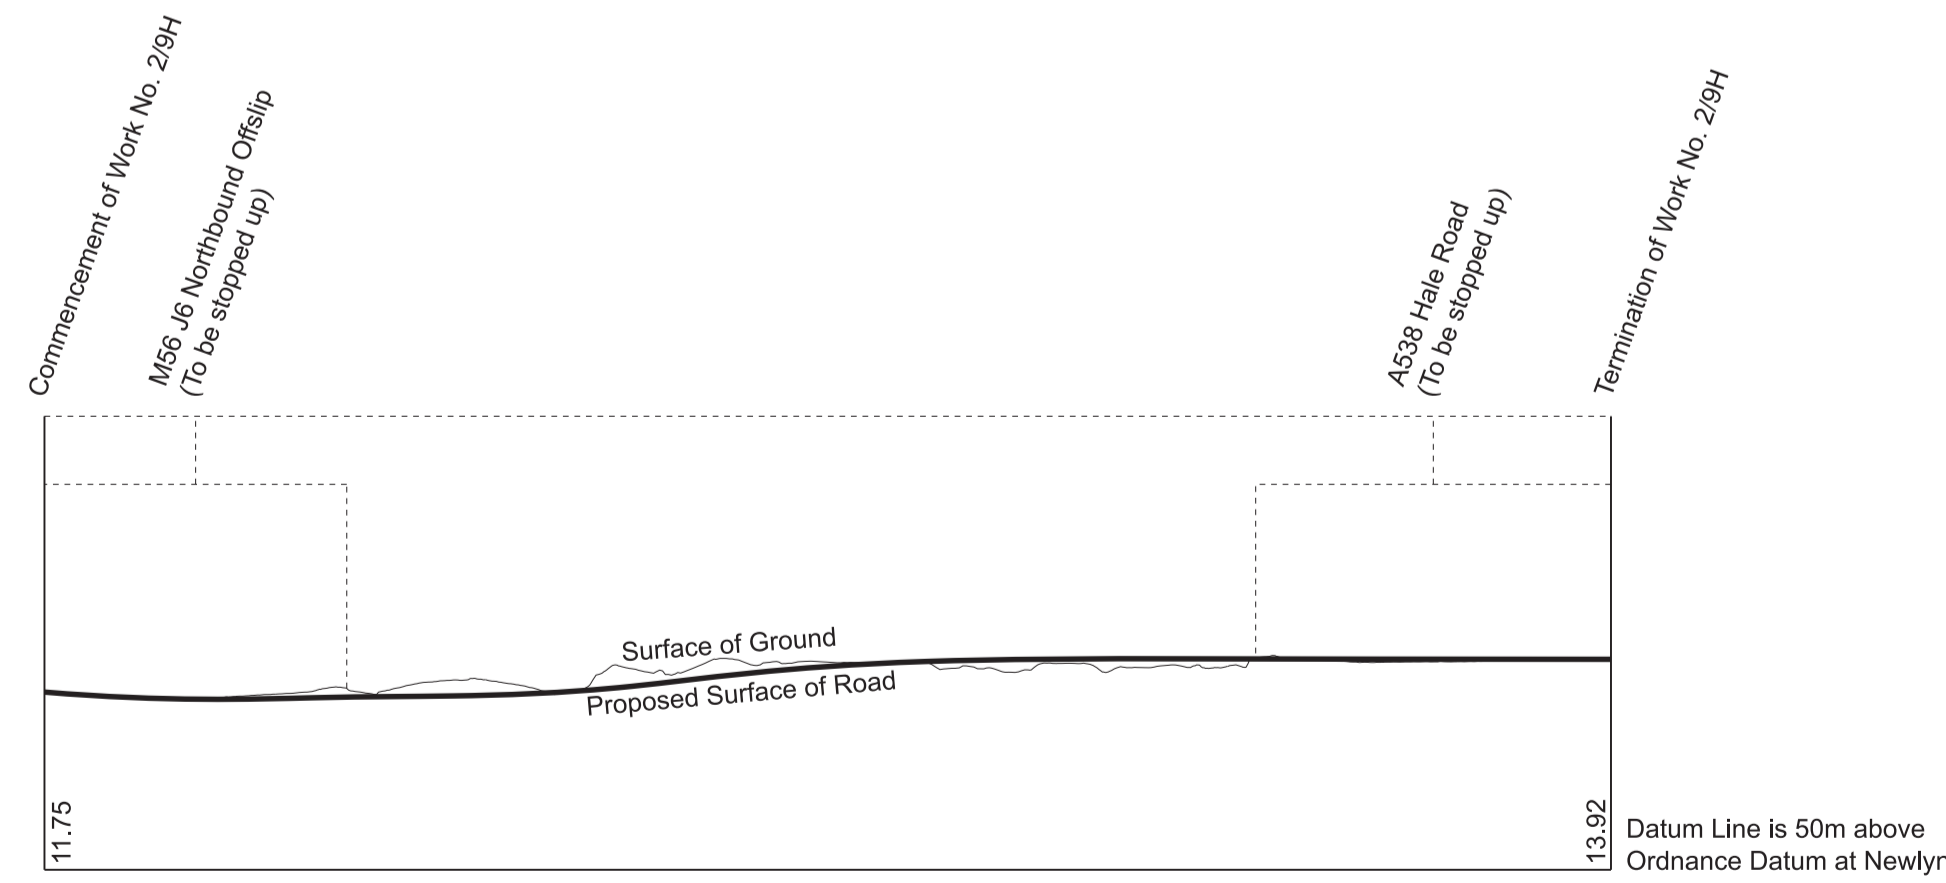 Commencement of Work No. 2/9H
M56 J6 Northbound Offslip
(To be stopped up)
A538 Hale Road
(To be stopped up)
Termination of Work No. 2/9H
Surface of Ground
Proposed Surface of Road
11.75
13.92
Datum Line is 50m above
Ordnance Datum at Newlyn